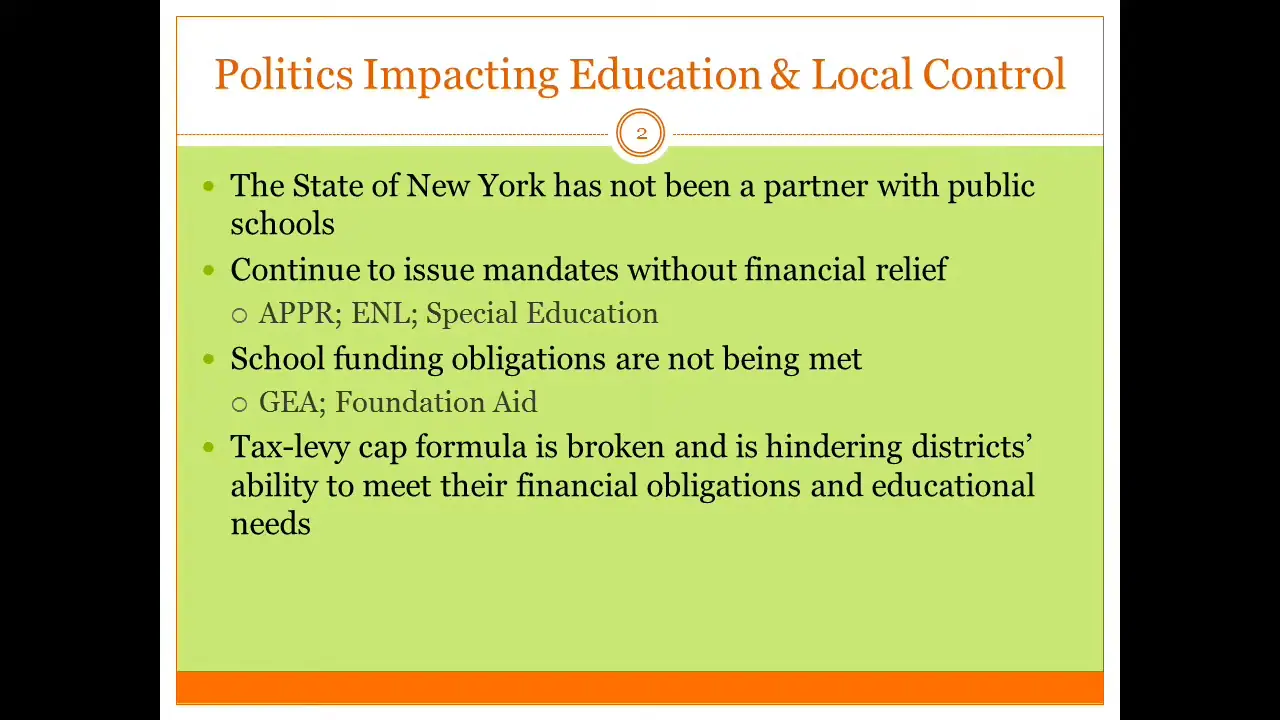 Politics Impacting Education & Local Control
2
• The State of New York has not been a partner with public
schools
• Continue to issue mandates without financial relief
○ APPR; ENL; Special Education
• School funding obligations are not being met
○ GEA; Foundation Aid
• Tax-levy cap formula is broken and is hindering districts’
ability to meet their financial obligations and educational
needs